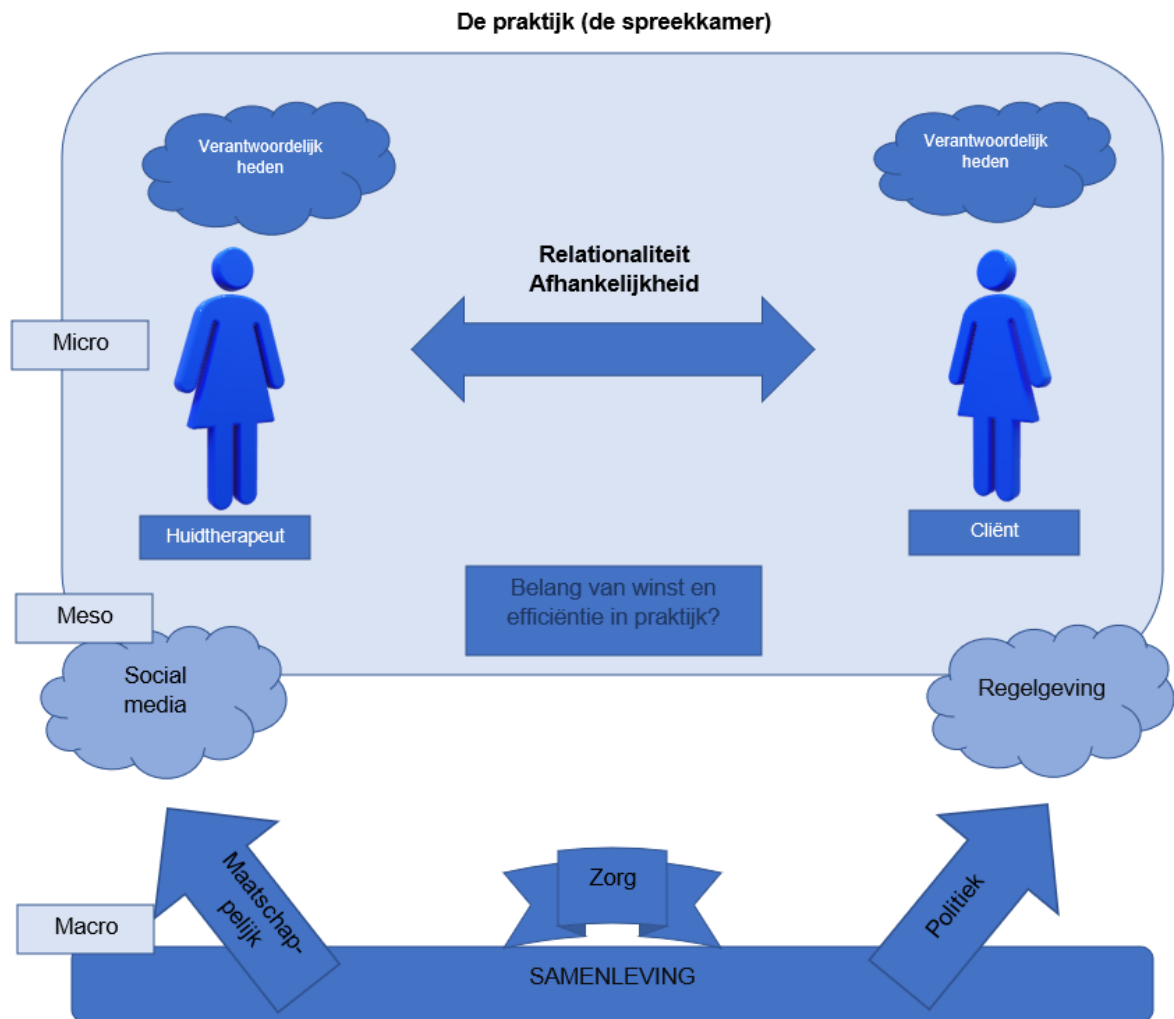 De praktijk (de spreekkamer)
Verantwoordelijk
heden
Verantwoordelijk
heden
Relationaliteit
Afhankelijkheid
Micro
Huidtherapeut
Cliënt
Belang van winst en
efficiëntie in praktijk?
Meso
Social
media
Regelgeving
Maatschap-
pelijk
Zorg
Politiek
Macro
SAMENLEVING